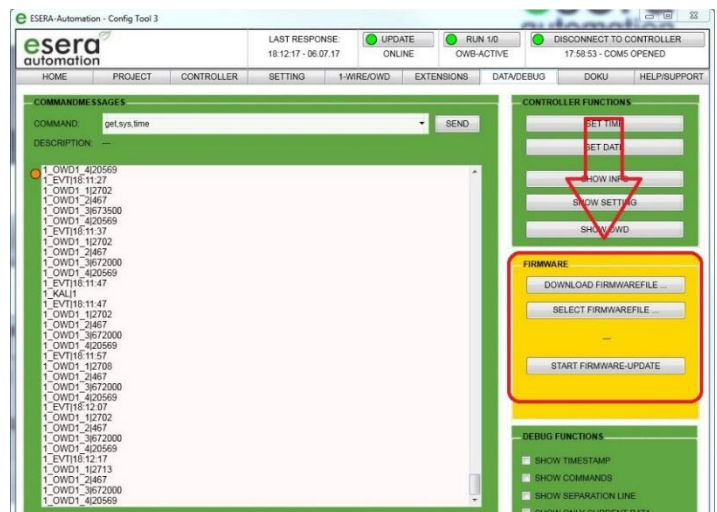 ESERA-Automation - Config Tool 3
esera
automation
LAST RESPONSE:
18:12:17 - 06.07.17
UPDATE
ONLINE
RUN 1/0
OWB-ACTIVE
DISCONNECT TO CONTROLLER
17:58:53 - COM5 OPENED
HOME PROJECT CONTROLLER SETTING 1-WIRE/OWD EXTENSIONS DATA/DEBUG DOKU HELP/SUPPORT
COMMANDMESSAGES
COMMAND: get,sys,time SEND
DESCRIPTION: ---
1_OWD1_4|20569
1_EVT|18:11:27
1_OWD1_1|2702
1_OWD1_2|467
1_OWD1_3|673500
1_OWD1_4|20569
1_EVT|18:11:37
1_OWD1_1|2702
1_OWD1_2|467
1_OWD1_3|672000
1_OWD1_4|20569
1_EVT|18:11:47
1_KAL|1
1_EVT|18:11:47
1_OWD1_1|2702
1_OWD1_2|467
1_OWD1_3|672000
1_OWD1_4|20569
1_EVT|18:11:57
1_OWD1_1|2708
1_OWD1_2|467
1_OWD1_3|672000
1_OWD1_4|20569
1_EVT|18:12:07
1_OWD1_1|2702
1_OWD1_2|467
1_OWD1_3|672000
1_OWD1_4|20569
1_EVT|18:12:17
1_OWD1_1|2713
1_OWD1_2|467
1_OWD1_3|672000
1_OWD1_4|20569
CONTROLLER FUNCTIONS
SET TIME
SET DATE
SHOW INFO
SHOW SETTING
SHOW OWD
FIRMWARE
DOWNLOAD FIRMWAREFILE ...
SELECT FIRMWAREFILE ...
---
START FIRMWARE-UPDATE
DEBUG FUNCTIONS
SHOW TIMESTAMP
SHOW COMMANDS
SHOW SEPARATION LINE
SHOW ONLY CURRENT DATA